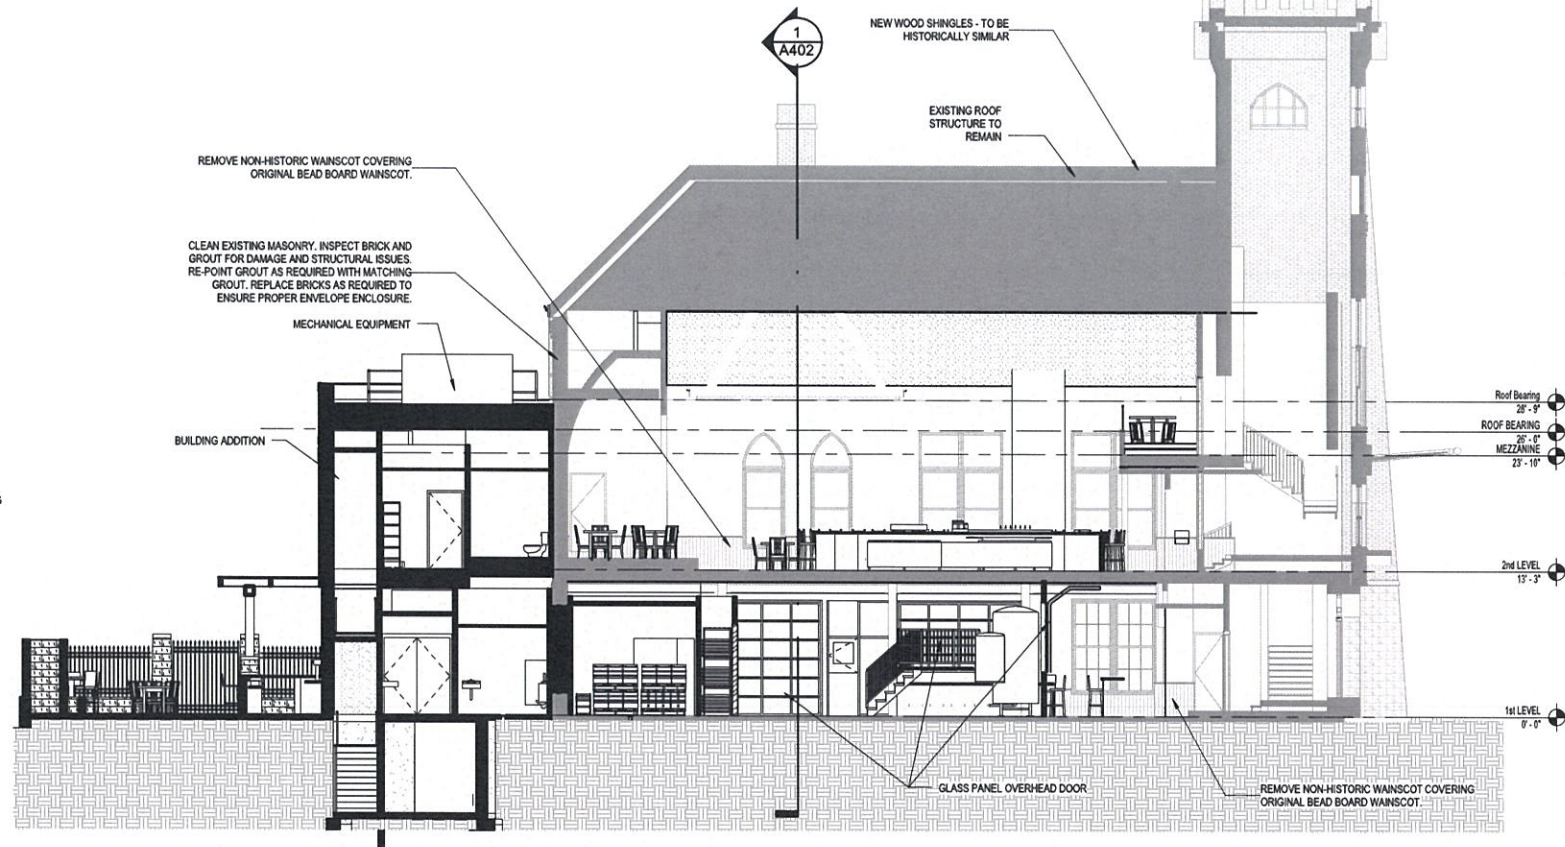 1
A402
NEW WOOD SHINGLES - TO BE
HISTORICALLY SIMILAR
EXISTING ROOF
STRUCTURE TO
REMAIN
REMOVE NON-HISTORIC WAINSCOT COVERING
ORIGINAL BEAD BOARD WAINSCOT.
CLEAN EXISTING MASONRY. INSPECT BRICK AND
GROUT FOR DAMAGE AND STRUCTURAL ISSUES.
RE-POINT GROUT AS REQUIRED WITH MATCHING
GROUT. REPLACE BRICKS AS REQUIRED TO
ENSURE PROPER ENVELOPE ENCLOSURE.
MECHANICAL EQUIPMENT
BUILDING ADDITION
Roof Bearing
28' - 9"
ROOF BEARING
26' - 0"
MEZZANINE
23' - 10"
2nd LEVEL
13' - 3"
1st LEVEL
0' - 0"
GLASS PANEL OVERHEAD DOOR
REMOVE NON-HISTORIC WAINSCOT COVERING
ORIGINAL BEAD BOARD WAINSCOT.